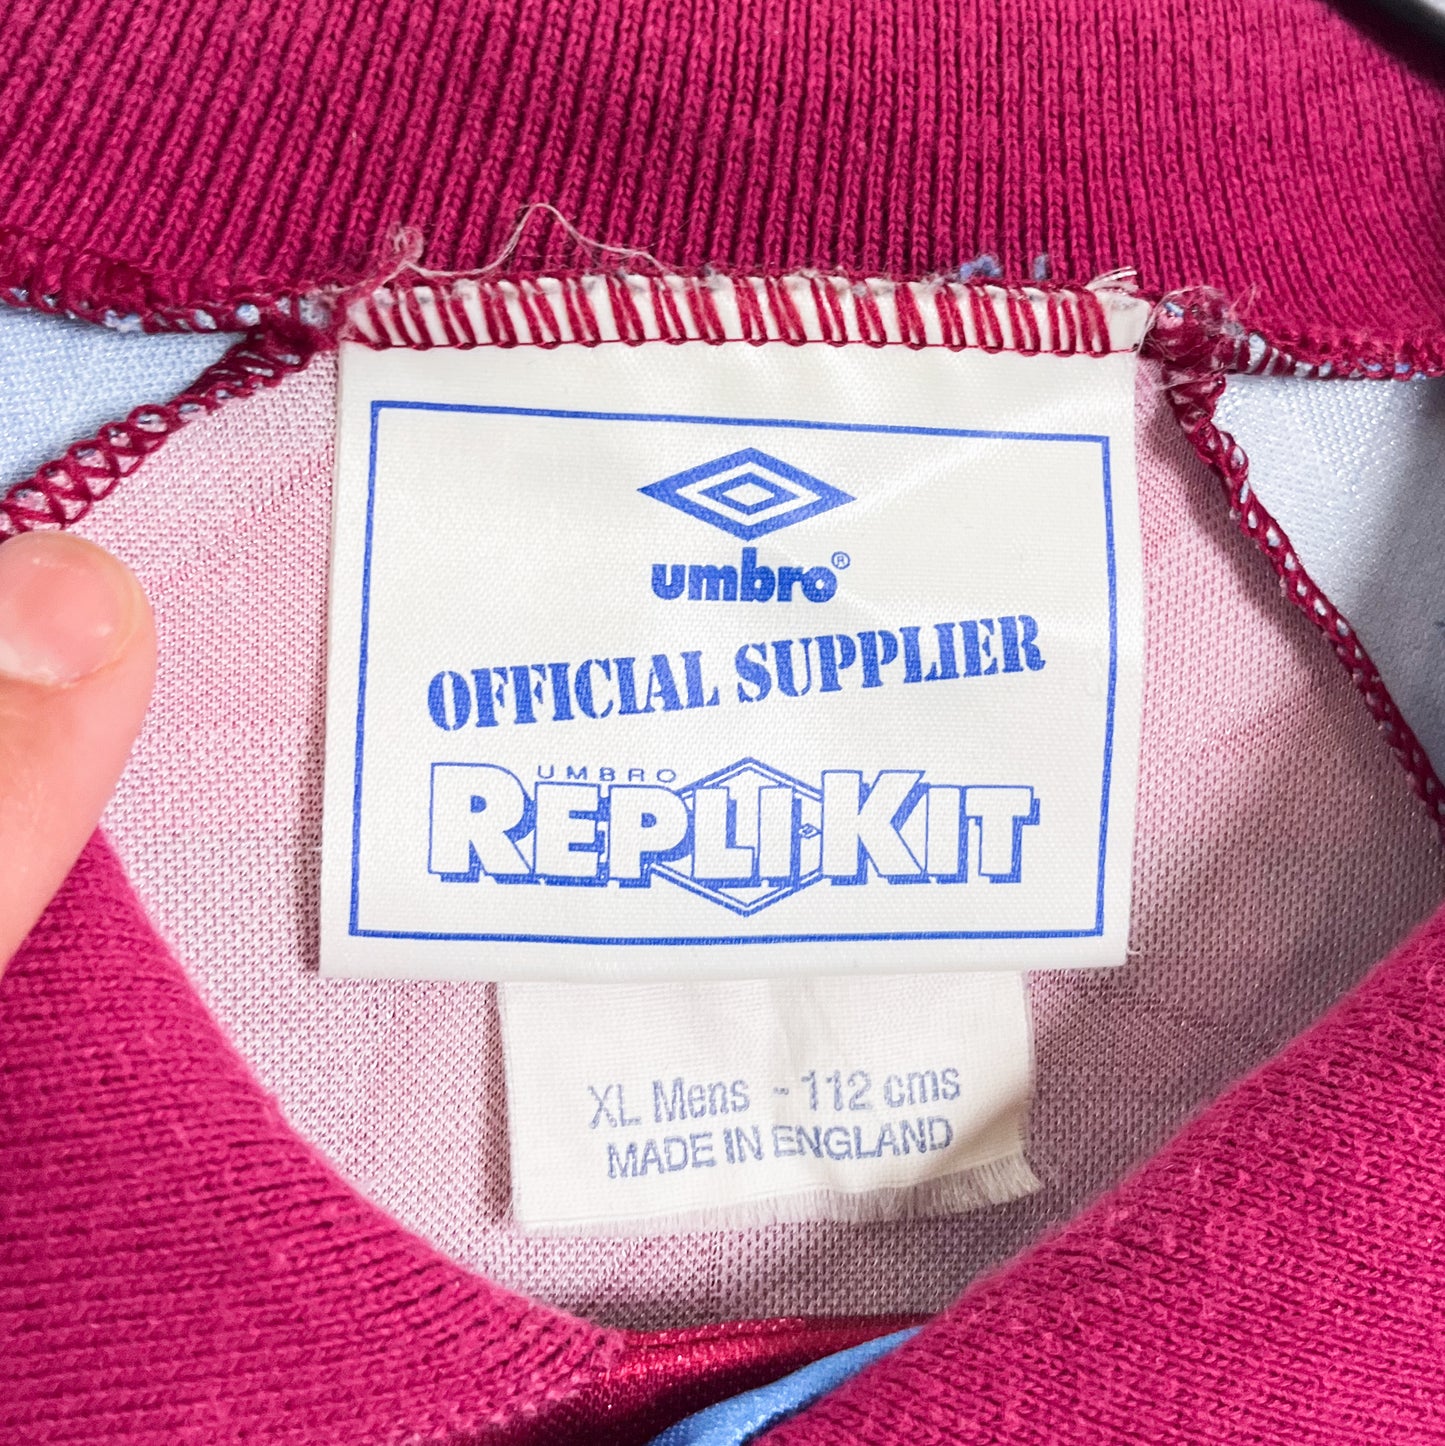 umbro®
OFFICIAL SUPPLIER
UMBRO
REPLI-KIT
XL Mens - 112 cms
MADE IN ENGLAND